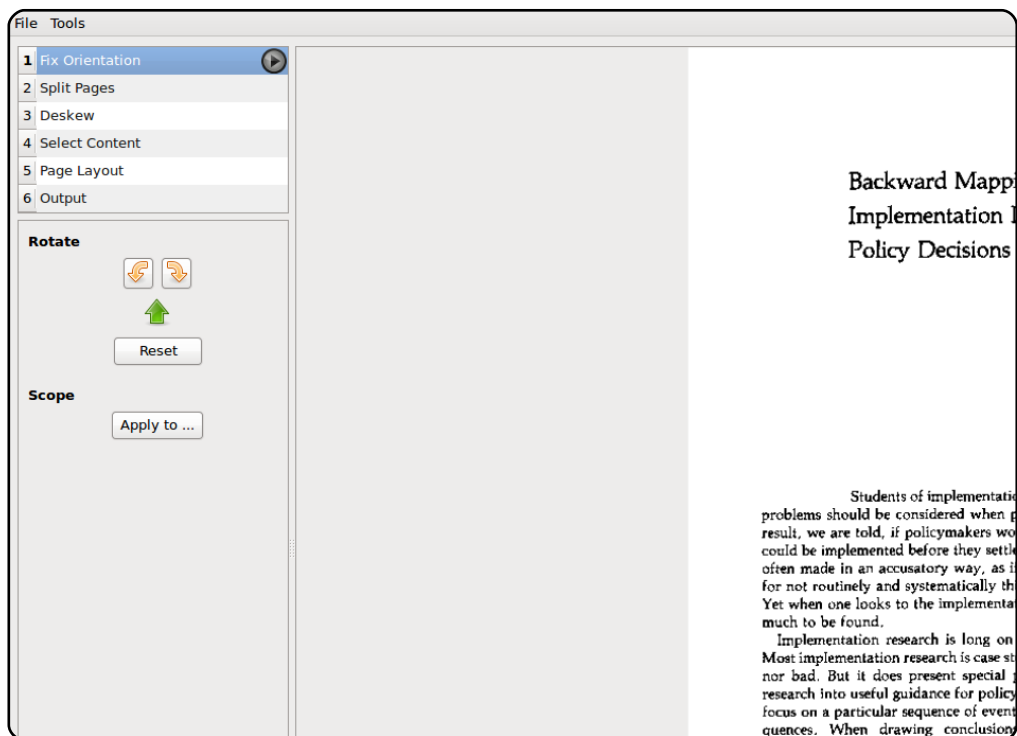 File Tools
1 Fix Orientation
2 Split Pages
3 Deskew
4 Select Content
5 Page Layout
6 Output
Rotate
Reset
Scope
Apply to ...
Backward Mappi
Implementation
Policy Decisions
Students of implementatio
problems should be considered when p
result, we are told, if policymakers wo
could be implemented before they settle
often made in an accusatory way, as i
for not routinely and systematically th
Yet when one looks to the implementa
much to be found.
Implementation research is long on
Most implementation research is case st
nor bad. But it does present special
research into useful guidance for policy
focus on a particular sequence of event
quences. When drawing conclusions